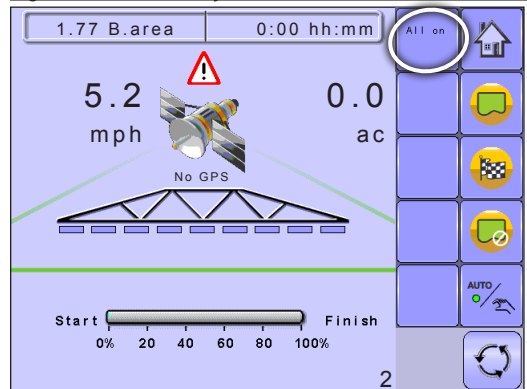 1.77 B.area 0:00 hh:mm
All on
5.2 0.0
mph ac
No GPS
AUTO
Start Finish
0% 20 40 60 80 100%
2